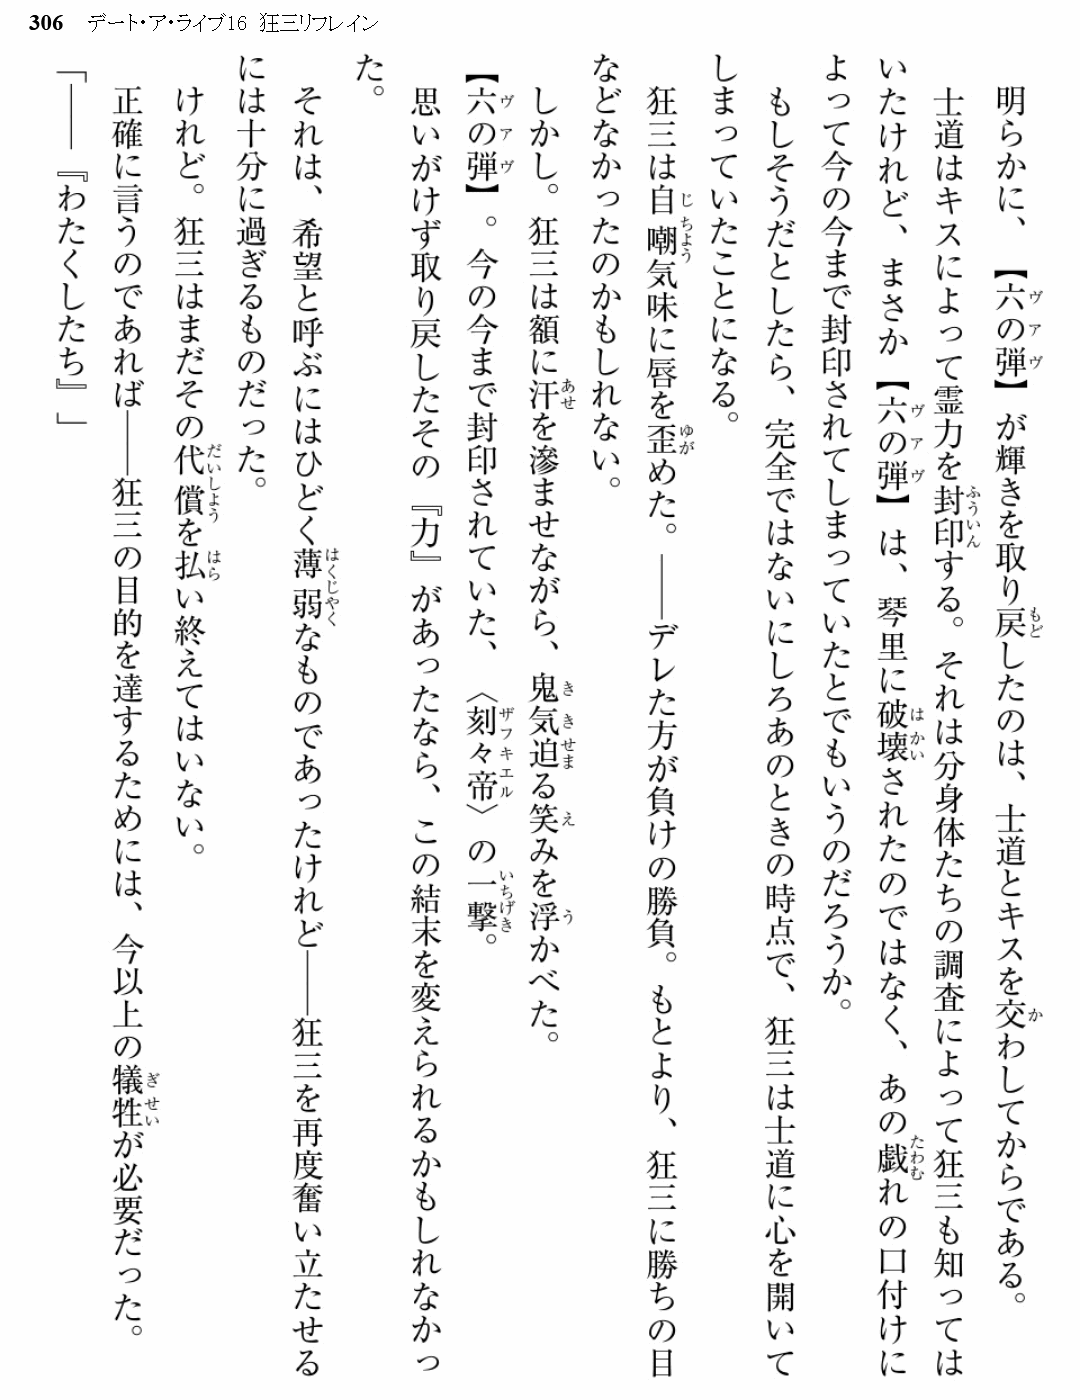 306 デート・ア・ライブ16 狂三リフレイン
明らかに、【六の弾】が輝きを取り戻したのは、士道とキスを交わしてからである。
士道はキスによって霊力を封印する。それは分身体たちの調査によって狂三も知っては
いたけれど、まさか【六の弾】は、琴里に破壊されたのではなく、あの戯れの口付けに
よって今の今まで封印されてしまっていたとでもいうのだろうか。
もしそうだとしたら、完全ではないにしろあのときの時点で、狂三は士道に心を開いて
しまっていたことになる。
狂三は自嘲気味に唇を歪めた。――デレた方が負けの勝負。もとより、狂三に勝ちの目
などなかったのかもしれない。
しかし。狂三は額に汗を滲ませながら、鬼気迫る笑みを浮かべた。
【六の弾】。今の今まで封印されていた、〈刻々帝〉の一撃。
思いがけず取り戻したその『力』があったなら、この結末を変えられるかもしれなかっ
た。
それは、希望と呼ぶにはひどく薄弱なものであったけれど――狂三を再度奮い立たせる
には十分に過ぎるものだった。
けれど。狂三はまだその代償を払い終えてはいない。
正確に言うのであれば――狂三の目的を達するためには、今以上の犠牲が必要だった。
「――『わたくしたち』」